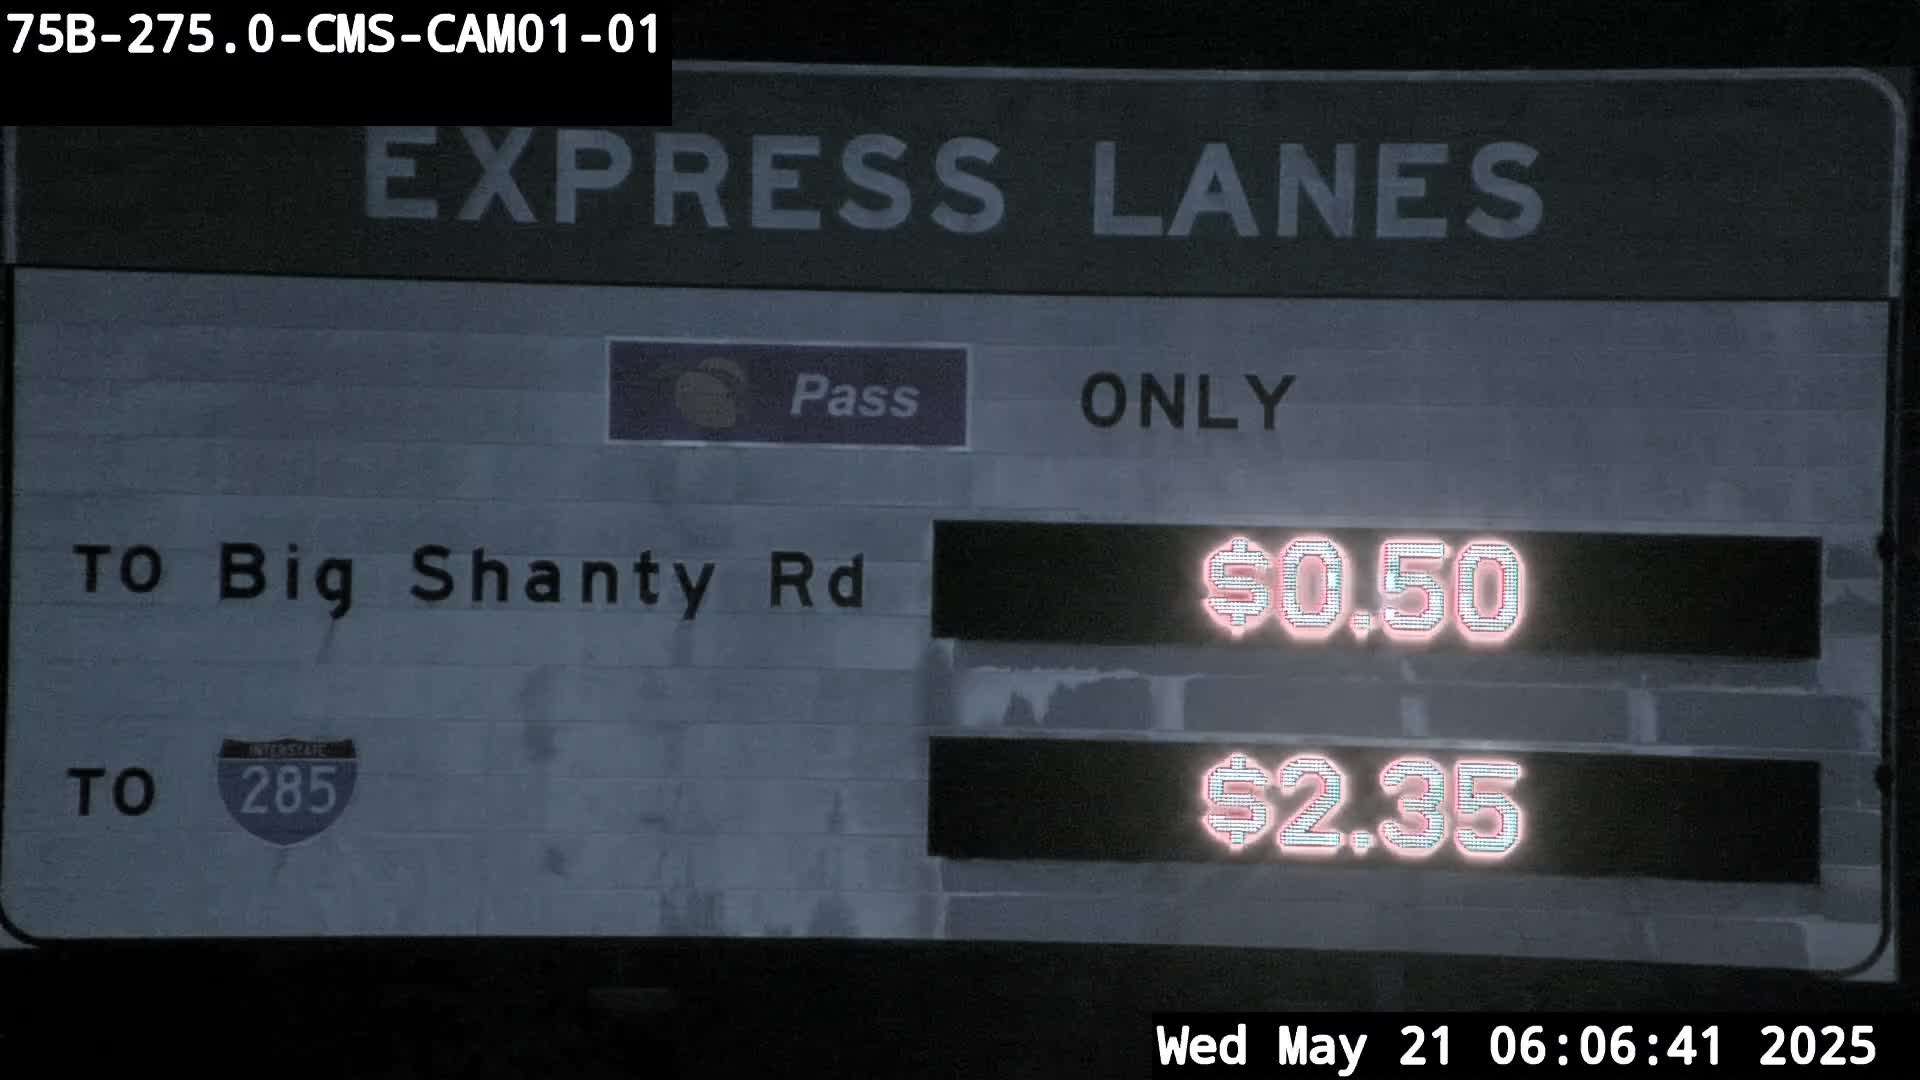 75B-275.0-CMS-CAM01-01
EXPRESS LANES
Pass ONLY
TO Big Shanty Rd $0.50
TO INTERSTATE 285 $2.35
Wed May 21 06:06:41 2025